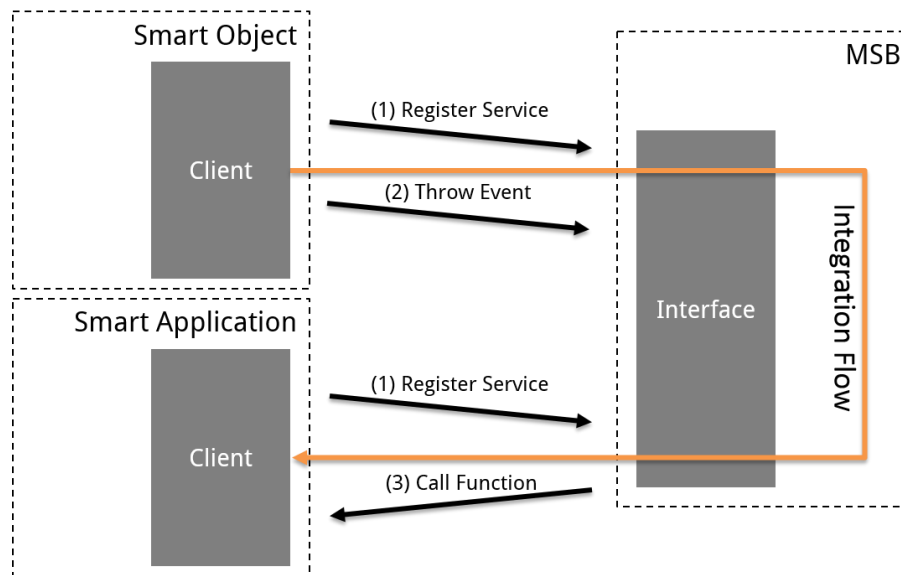 Smart Object
MSB
(1) Register Service
Client
(2) Throw Event
Integration Flow
Interface
Smart Application
(1) Register Service
Client
(3) Call Function